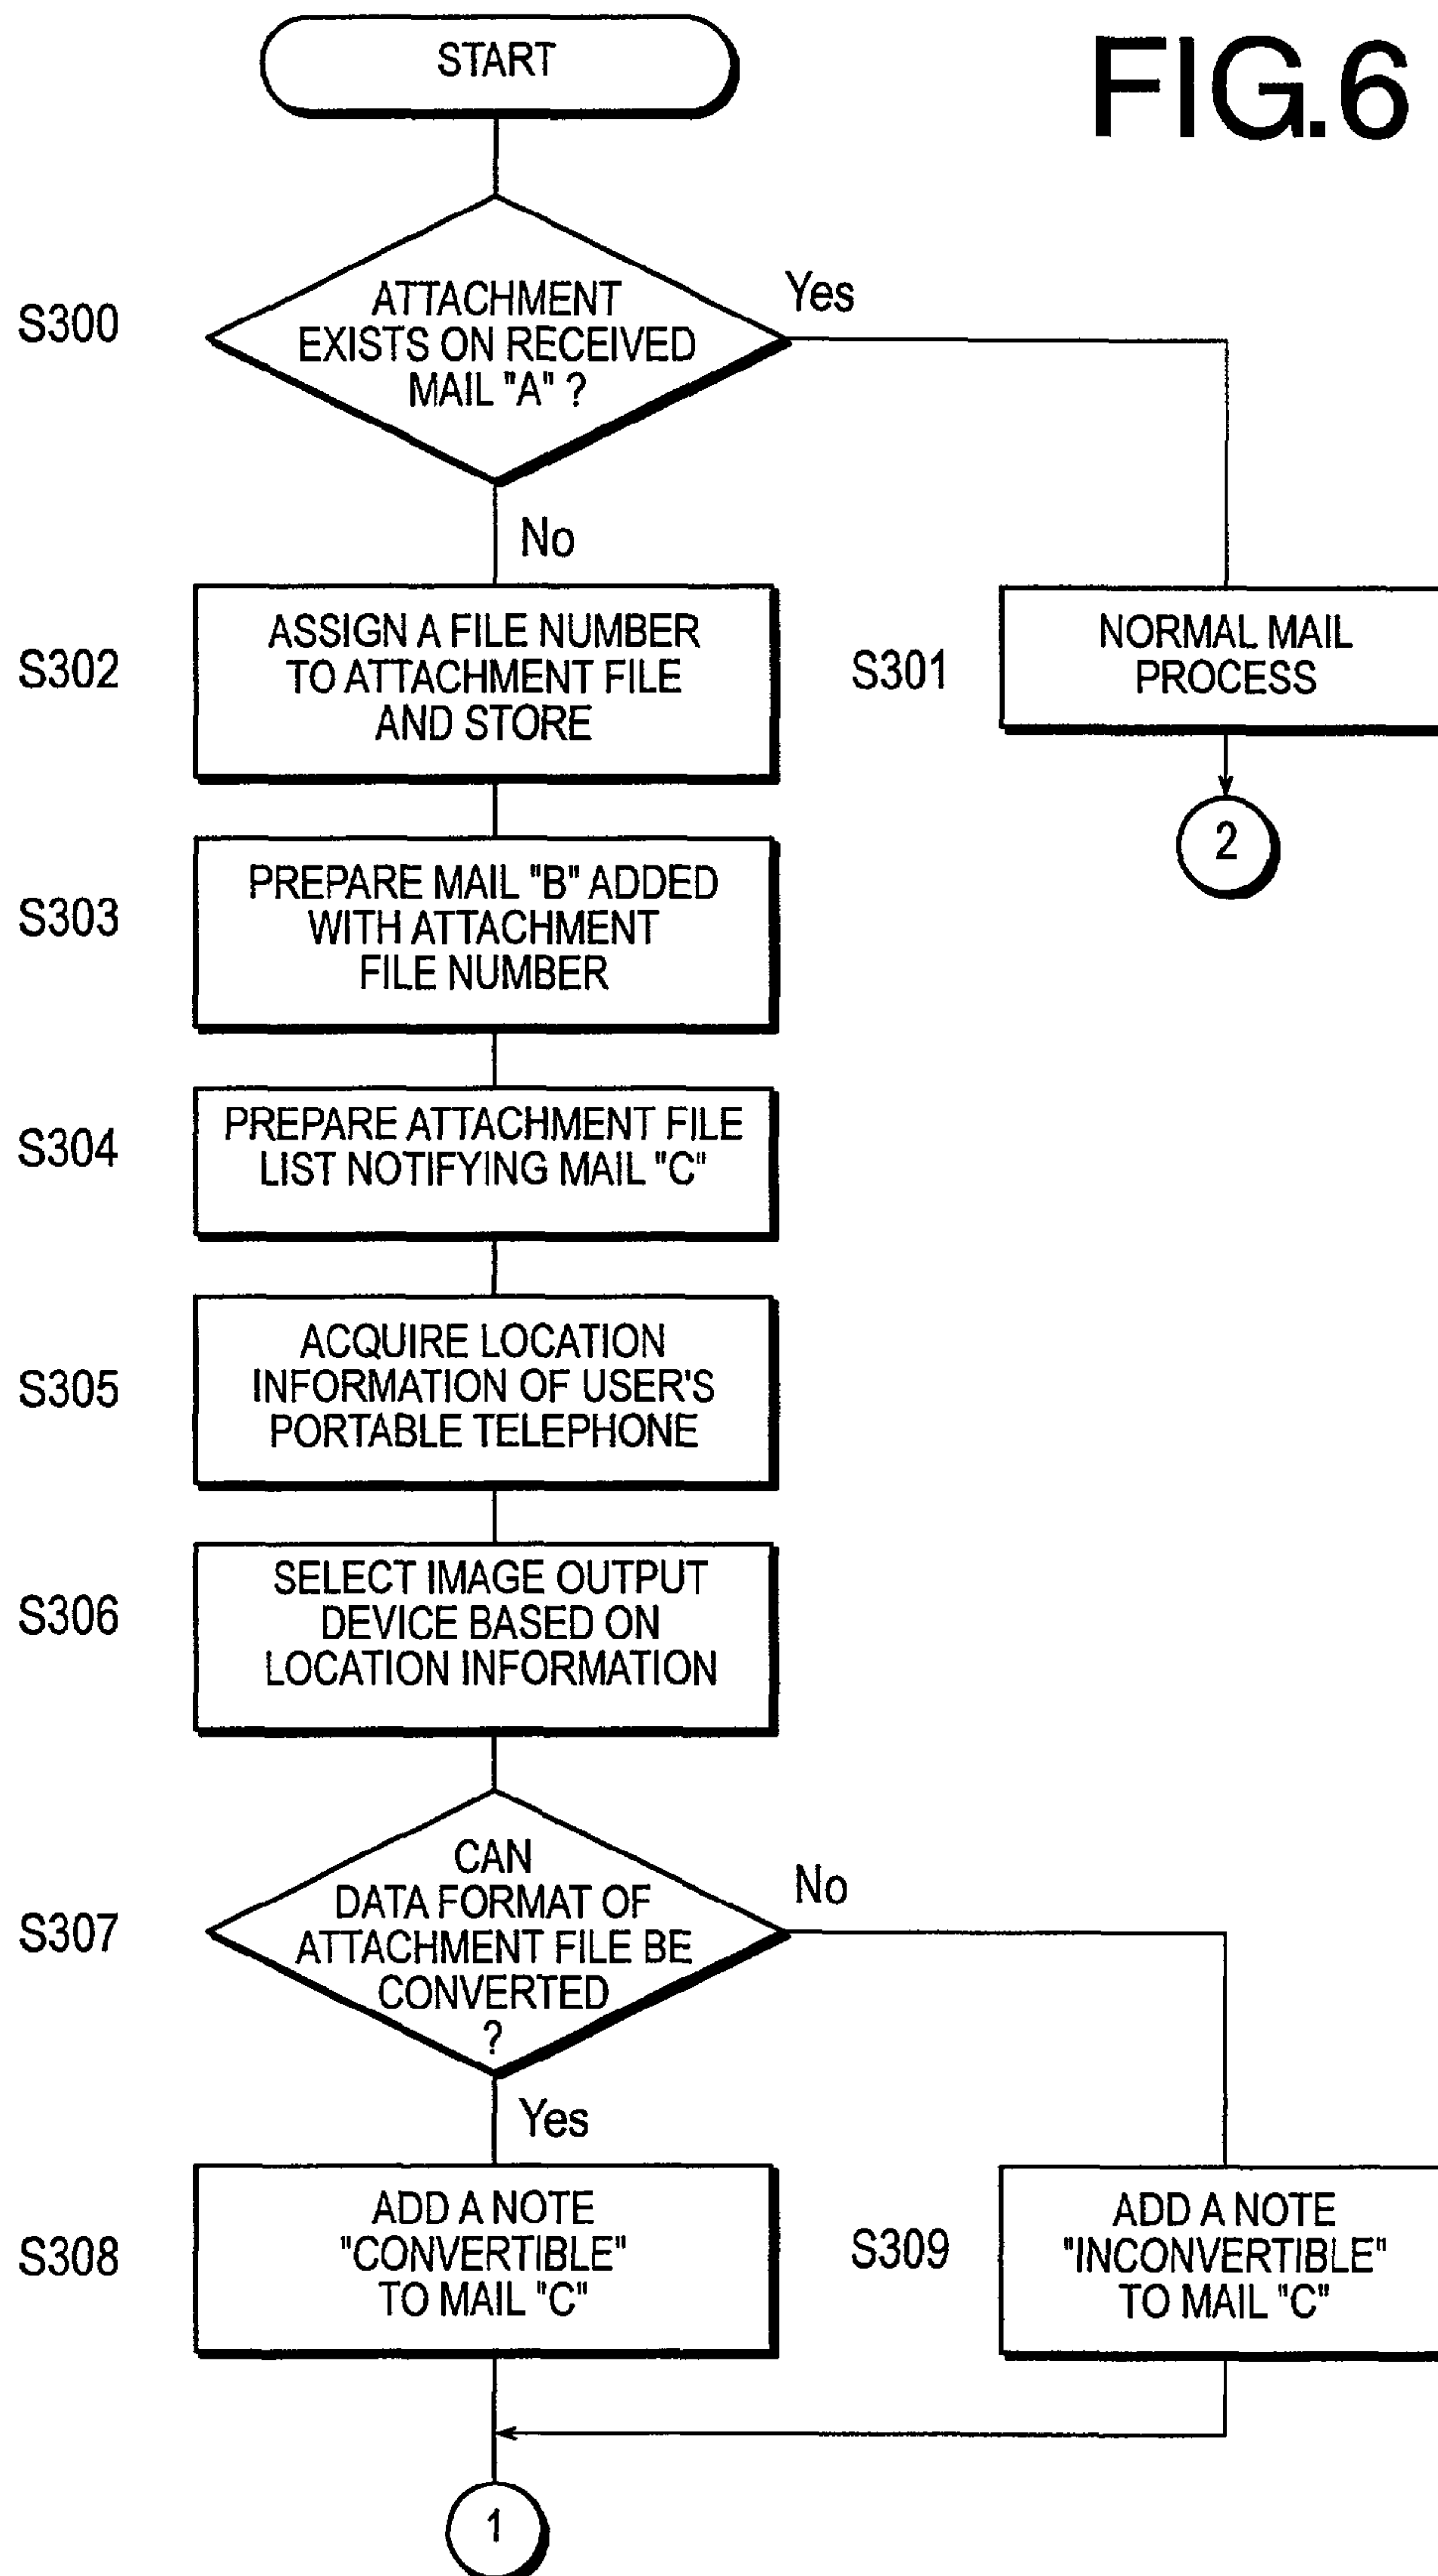 FIG.6
START
S300
ATTACHMENT
EXISTS ON RECEIVED
MAIL "A" ?
Yes
No
S302
ASSIGN A FILE NUMBER
TO ATTACHMENT FILE
AND STORE
S301
NORMAL MAIL
PROCESS
2
S303
PREPARE MAIL "B" ADDED
WITH ATTACHMENT
FILE NUMBER
S304
PREPARE ATTACHMENT FILE
LIST NOTIFYING MAIL "C"
S305
ACQUIRE LOCATION
INFORMATION OF USER'S
PORTABLE TELEPHONE
S306
SELECT IMAGE OUTPUT
DEVICE BASED ON
LOCATION INFORMATION
S307
CAN
DATA FORMAT OF
ATTACHMENT FILE BE
CONVERTED
?
No
Yes
S308
ADD A NOTE
"CONVERTIBLE"
TO MAIL "C"
S309
ADD A NOTE
"INCONVERTIBLE"
TO MAIL "C"
1